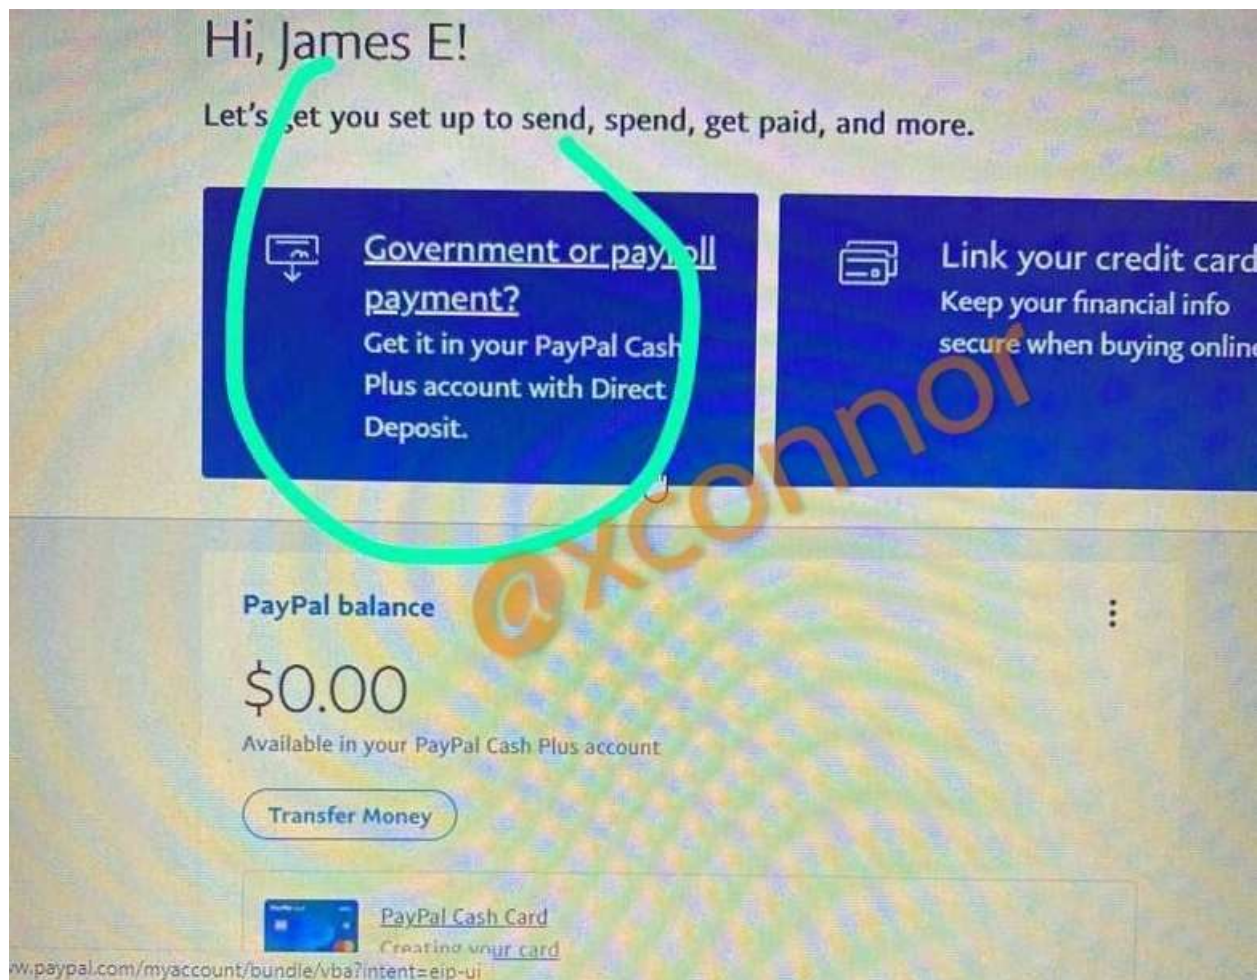 Hi, James E!
Let's get you set up to send, spend, get paid, and more.
Government or payroll
payment?
Get it in your PayPal Cash
Plus account with Direct
Deposit.
Link your credit card
Keep your financial info
secure when buying online
@xconnor
PayPal balance
$0.00
Available in your PayPal Cash Plus account
Transfer Money
PayPal Cash Card
Creating your card
w.paypal.com/myaccount/bundle/vba?intent=eip-ui